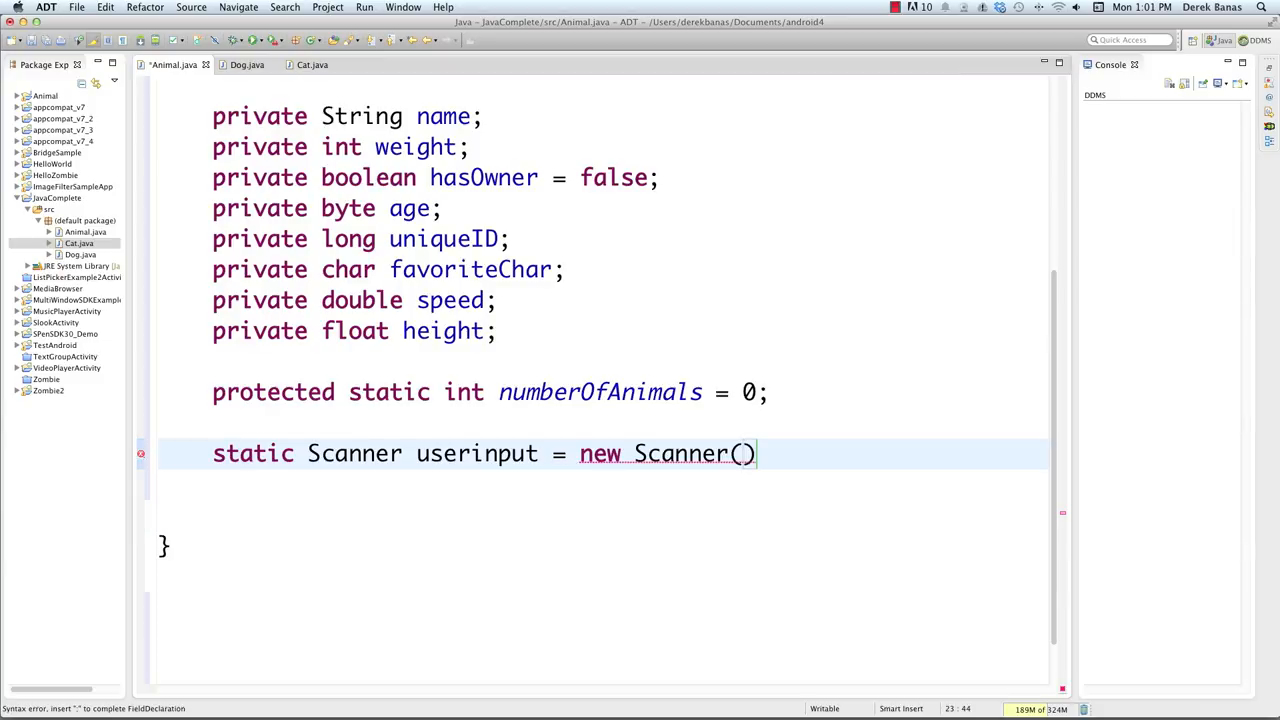 ADT File Edit Refactor Source Navigate Search Project Run Window Help 10 Mon 1:01 PM Derek Banas
Java – JavaComplete/src/Animal.java – ADT – /Users/derekbanas/Documents/android4
Quick Access Java DDMS
Package Exp
*Animal.java Dog.java Cat.java
Console
DDMS
Animal
appcompat_v7
appcompat_v7_2
appcompat_v7_3
appcompat_v7_4
BridgeSample
HelloWorld
HelloZombie
ImageFilterSampleApp
JavaComplete
src
(default package)
Animal.java
Cat.java
Dog.java
JRE System Library [Ja
ListPickerExample2Activi
MediaBrowser
MultiWindowSDKExample
MusicPlayerActivity
SlookActivity
SPenSDK30_Demo
TestAndroid
TextGroupActivity
VideoPlayerActivity
Zombie
Zombie2
private String name;
private int weight;
private boolean hasOwner = false;
private byte age;
private long uniqueID;
private char favoriteChar;
private double speed;
private float height;
protected static int numberOfAnimals = 0;
static Scanner userinput = new Scanner()
}
Syntax error, insert ";" to complete FieldDeclaration
Writable
Smart Insert
23 : 44
189M of 324M